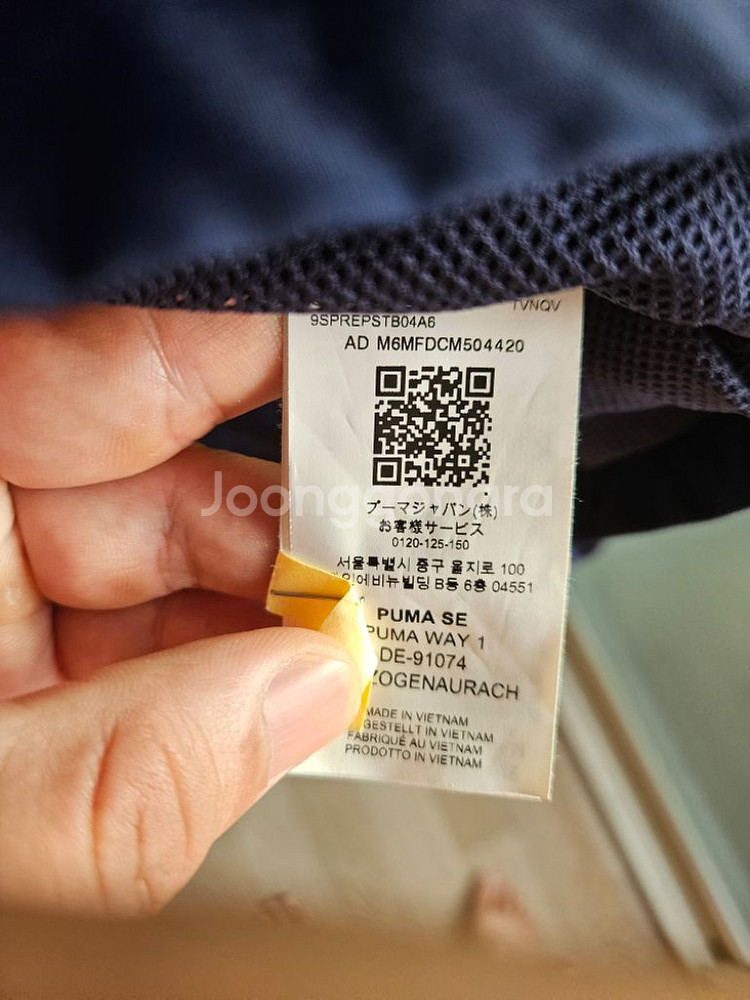 TVNQV
9SPREPSTB04A6
AD M6MFDCM504420
Joonggonara
プーマジャパン(株)
お客様サービス
0120-125-150
서울특별시 중구 을지로 100
B동 6층 04551
PUMA SE
PUMA WAY 1
DE-91074
ZOGENAURACH
MADE IN VIETNAM
GESTELLT IN VIETNAM
FABRIQUÉ AU VIETNAM
PRODOTTO IN VIETNAM